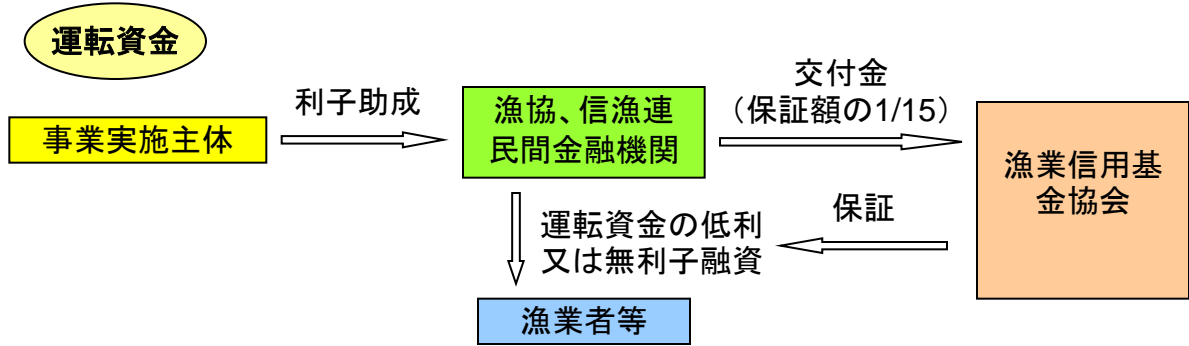 運転資金
事業実施主体
利子助成
漁協、信漁連
民間金融機関
交付金
（保証額の1/15）
漁業信用基
金協会
保証
運転資金の低利
又は無利子融資
漁業者等